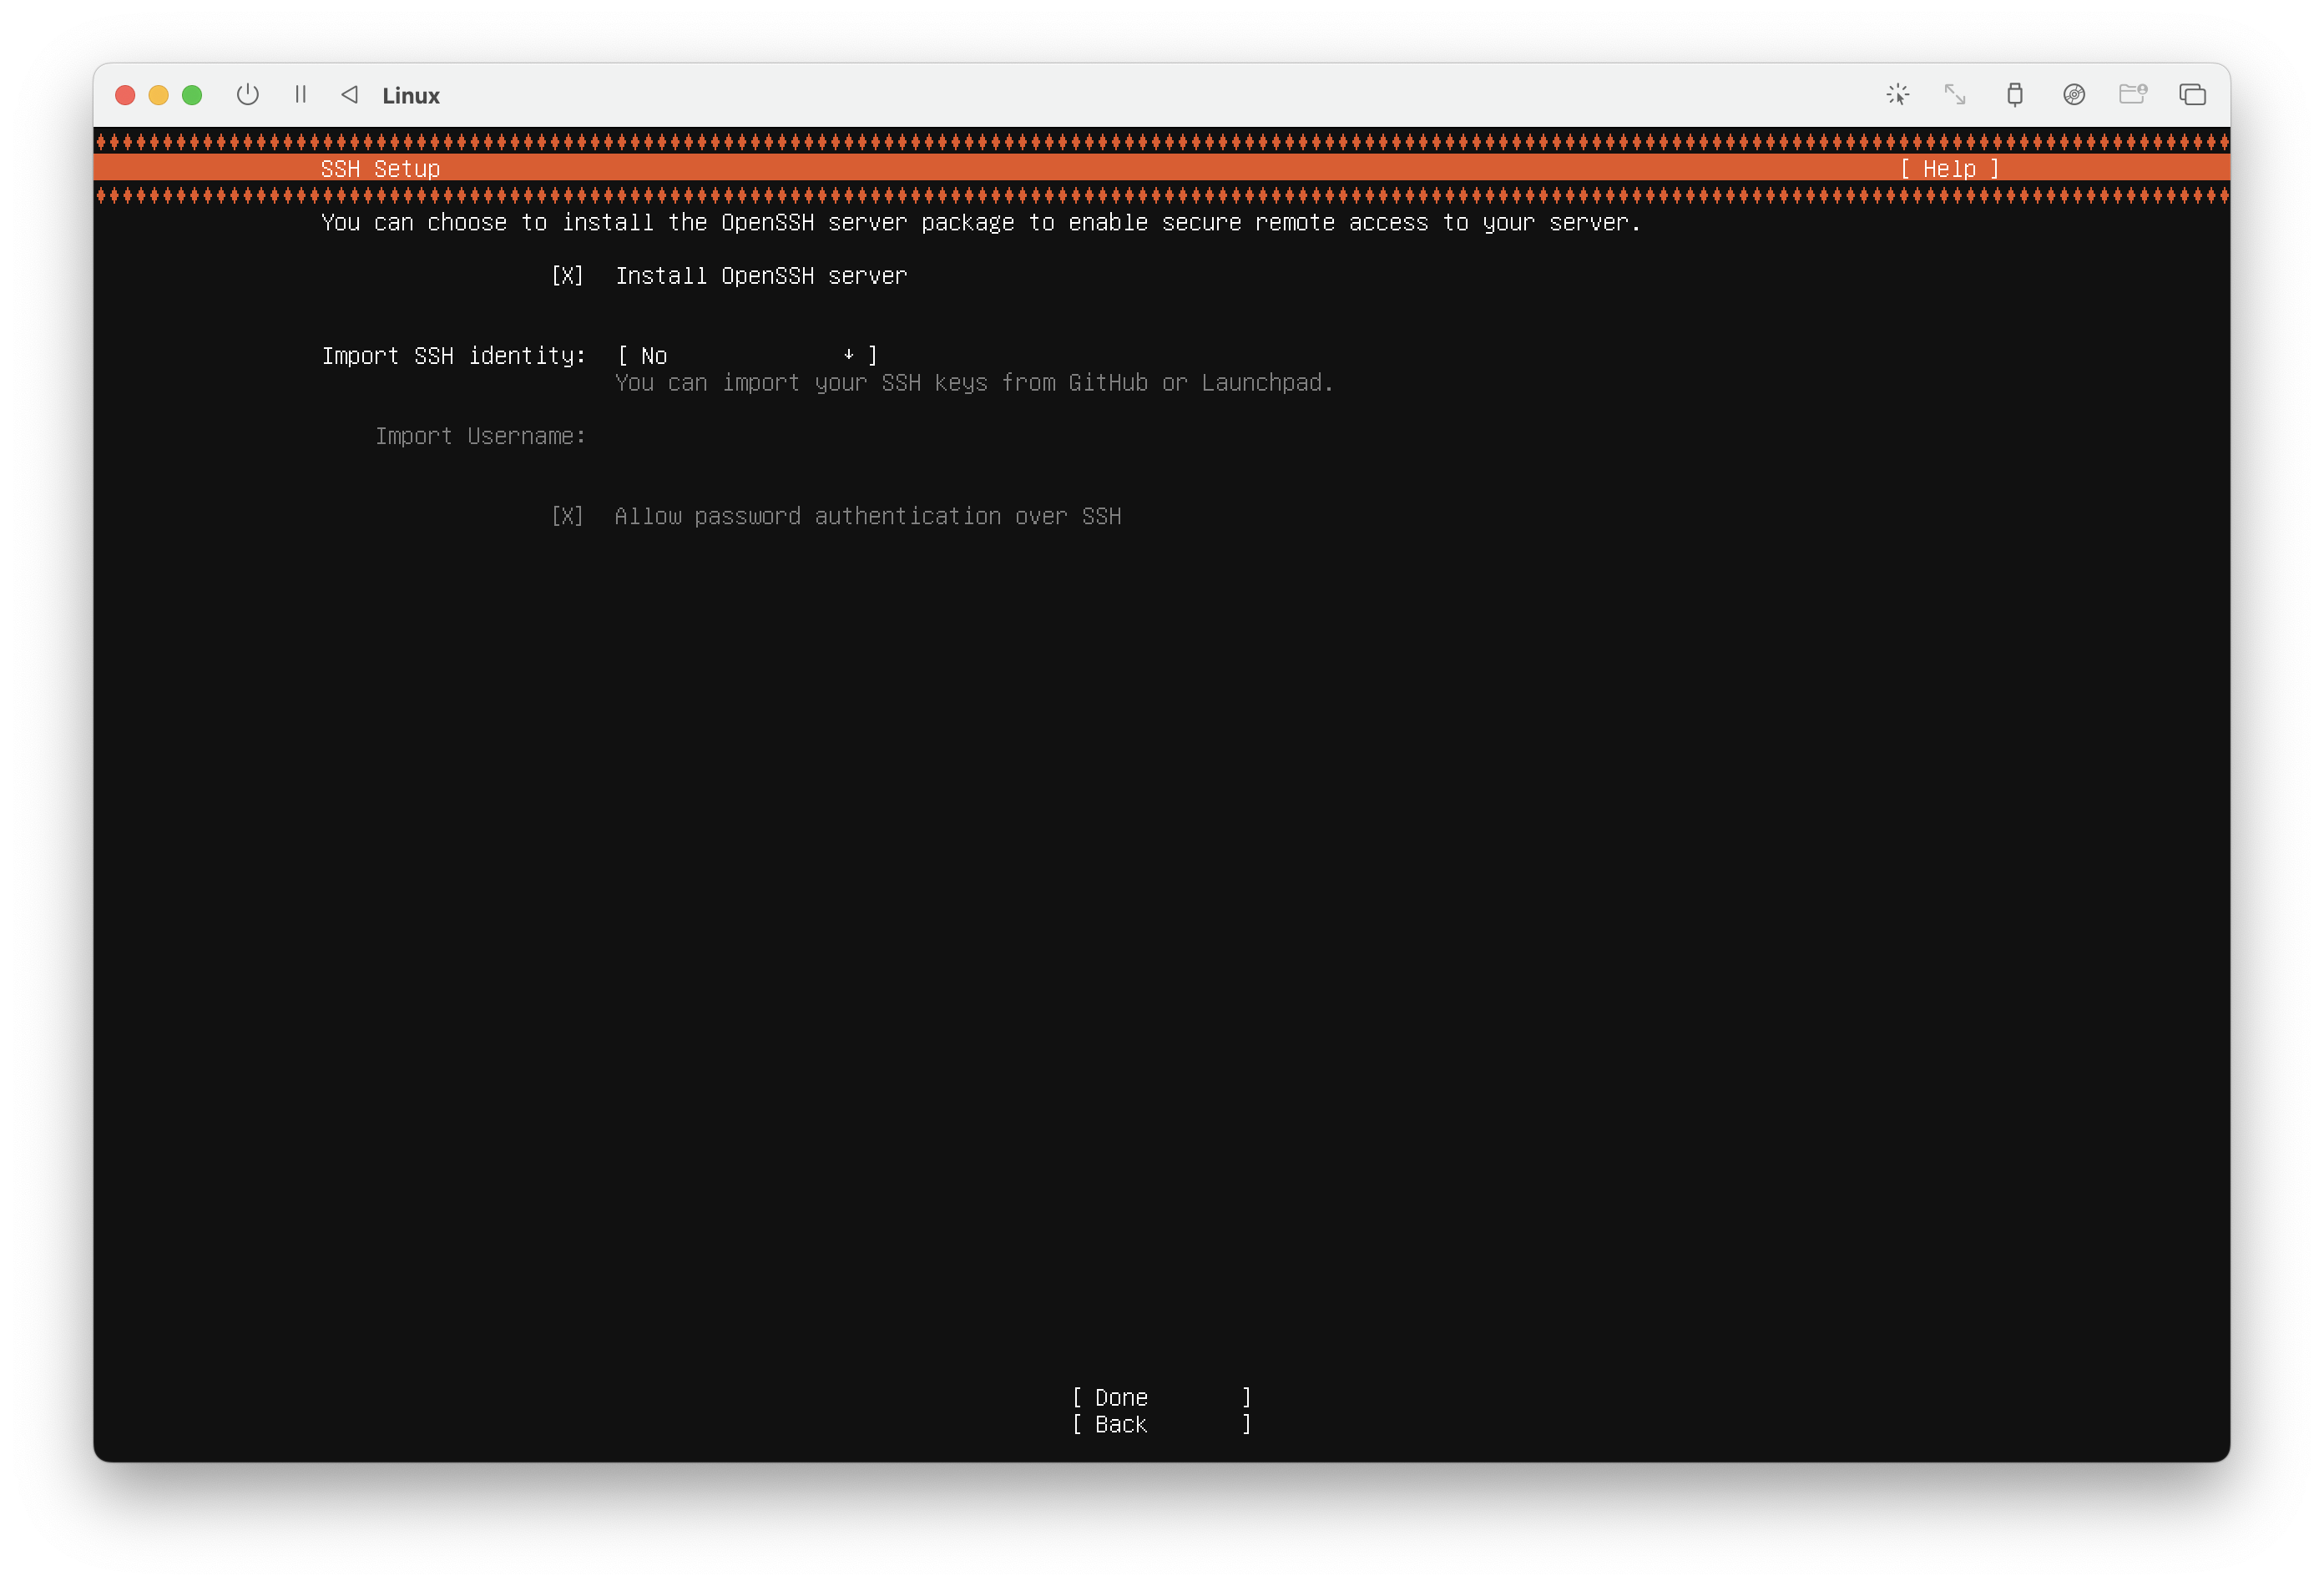 Linux
SSH Setup [ Help ]
You can choose to install the OpenSSH server package to enable secure remote access to your server.
[X] Install OpenSSH server
Import SSH identity: [ No ↓ ]
You can import your SSH keys from GitHub or Launchpad.
Import Username:
[X] Allow password authentication over SSH
[ Done ]
[ Back ]